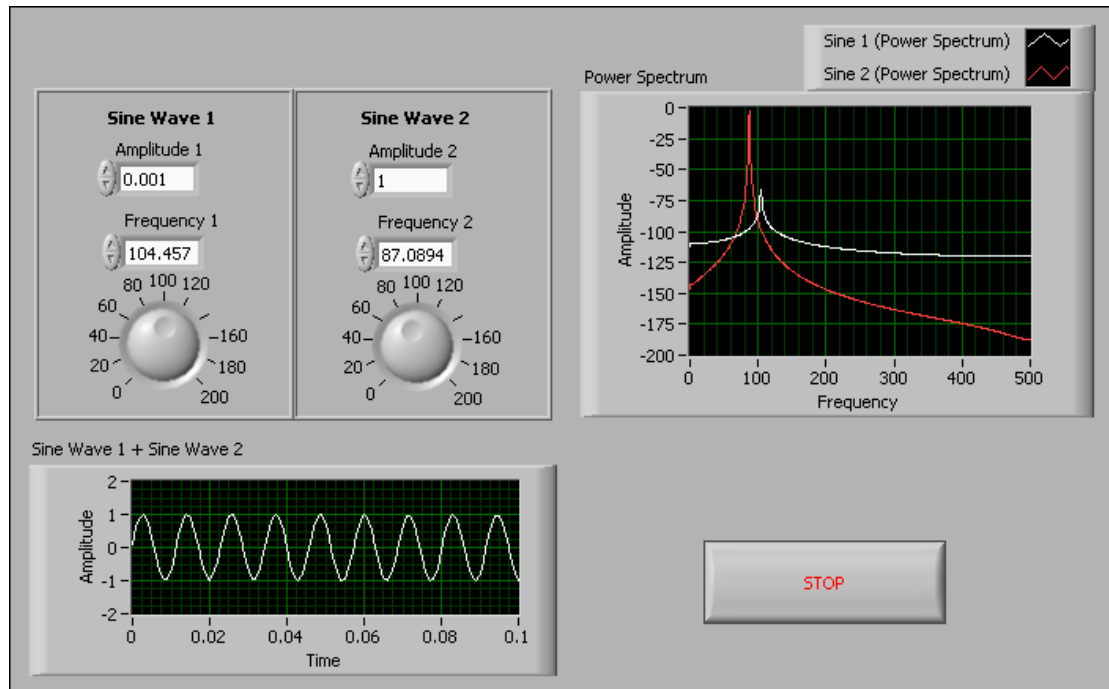 Sine 1 (Power Spectrum)
Sine 2 (Power Spectrum)
Power Spectrum
Sine Wave 1
Sine Wave 2
Amplitude 1
0.001
Amplitude 2
1
Frequency 1
104.457
Frequency 2
87.0894
0
20
40
60
80
100
120
160
180
200
0
20
40
60
80
100
120
160
180
200
Amplitude
0
-25
-50
-75
-100
-125
-150
-175
-200
0 100 200 300 400 500
Frequency
Sine Wave 1 + Sine Wave 2
Amplitude
2
1
0
-1
-2
0 0.02 0.04 0.06 0.08 0.1
Time
STOP